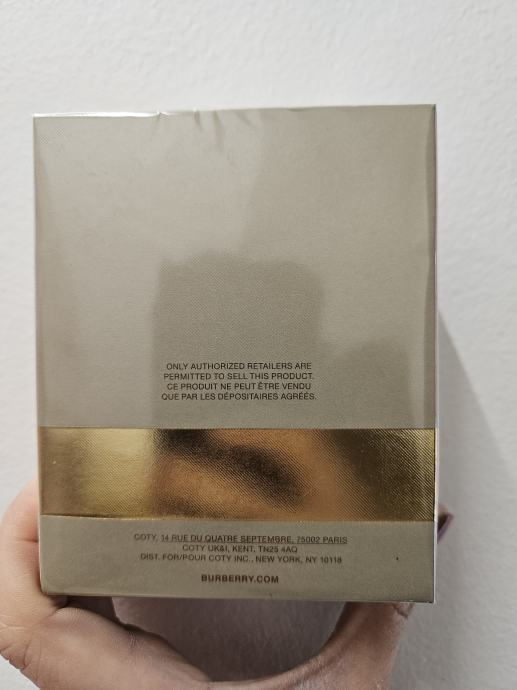 ONLY AUTHORIZED RETAILERS ARE
PERMITTED TO SELL THIS PRODUCT.
CE PRODUIT NE PEUT ÊTRE VENDU
QUE PAR LES DÉPOSITAIRES AGRÉÉS.
COTY, 14 RUE DU QUATRE SEPTEMBRE, 75002 PARIS
COTY UK&I, KENT, TN25 4AQ
DIST. FOR/POUR COTY INC., NEW YORK, NY 10118
BURBERRY.COM